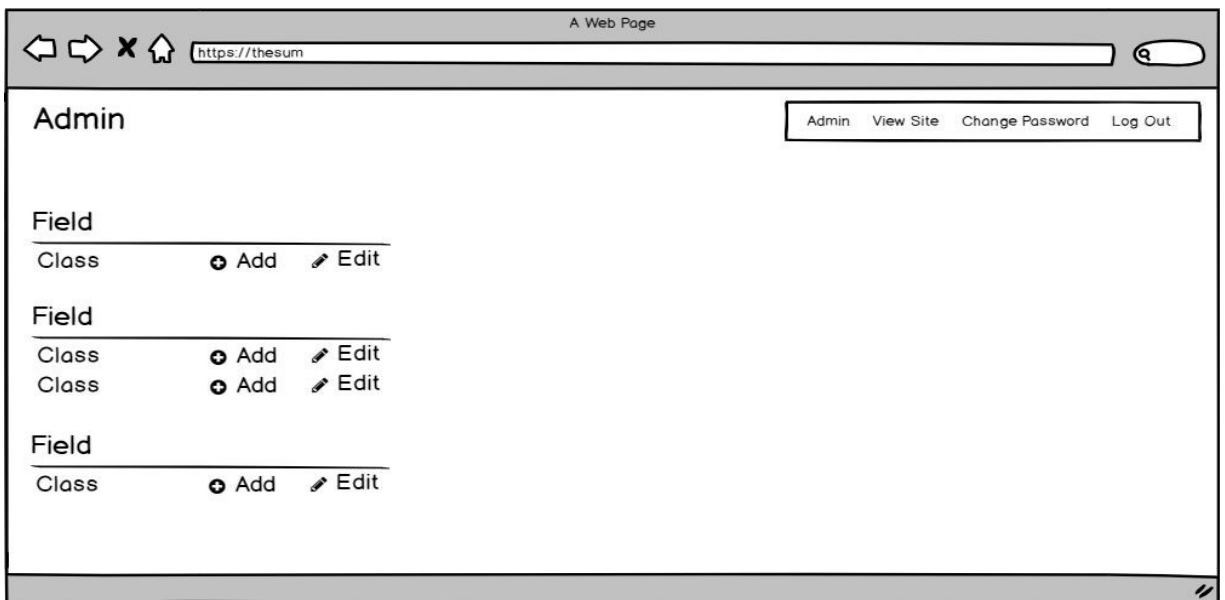 A Web Page
https://thesum
Admin
Admin View Site Change Password Log Out
Field
Class Add Edit
Field
Class Add Edit
Class Add Edit
Field
Class Add Edit